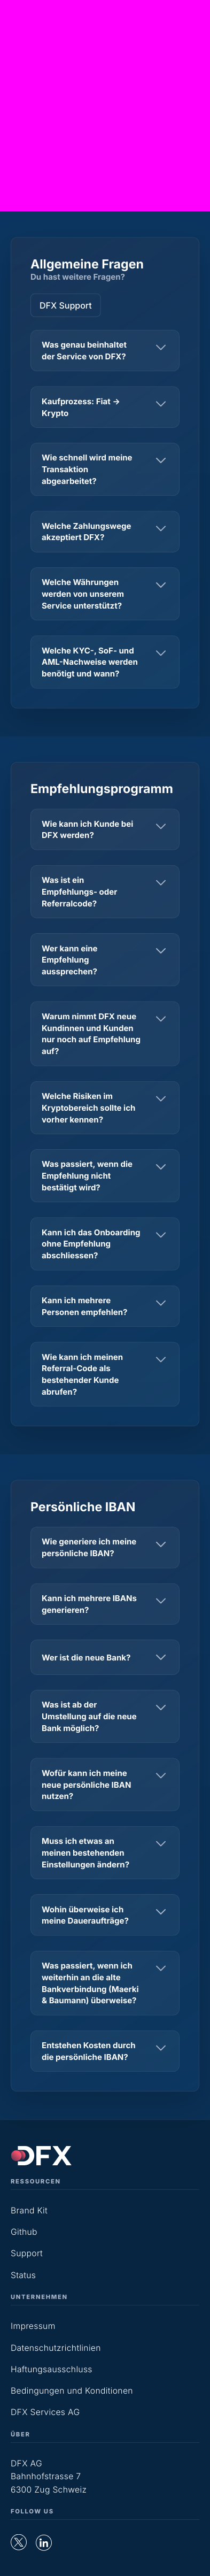 Allgemeine Fragen
Du hast weitere Fragen?
DFX Support
Was genau beinhaltet
der Service von DFX?
Kaufprozess: Fiat →
Krypto
Wie schnell wird meine
Transaktion
abgearbeitet?
Welche Zahlungswege
akzeptiert DFX?
Welche Währungen
werden von unserem
Service unterstützt?
Welche KYC-, SoF- und
AML-Nachweise werden
benötigt und wann?
Empfehlungsprogramm
Wie kann ich Kunde bei
DFX werden?
Was ist ein
Empfehlungs- oder
Referralcode?
Wer kann eine
Empfehlung
aussprechen?
Warum nimmt DFX neue
Kundinnen und Kunden
nur noch auf Empfehlung
auf?
Welche Risiken im
Kryptobereich sollte ich
vorher kennen?
Was passiert, wenn die
Empfehlung nicht
bestätigt wird?
Kann ich das Onboarding
ohne Empfehlung
abschliessen?
Kann ich mehrere
Personen empfehlen?
Wie kann ich meinen
Referral-Code als
bestehender Kunde
abrufen?
Persönliche IBAN
Wie generiere ich meine
persönliche IBAN?
Kann ich mehrere IBANs
generieren?
Wer ist die neue Bank?
Was ist ab der
Umstellung auf die neue
Bank möglich?
Wofür kann ich meine
neue persönliche IBAN
nutzen?
Muss ich etwas an
meinen bestehenden
Einstellungen ändern?
Wohin überweise ich
meine Daueraufträge?
Was passiert, wenn ich
weiterhin an die alte
Bankverbindung (Maerki
& Baumann) überweise?
Entstehen Kosten durch
die persönliche IBAN?
DFX
RESSOURCEN
Brand Kit
Github
Support
Status
UNTERNEHMEN
Impressum
Datenschutzrichtlinien
Haftungsausschluss
Bedingungen und Konditionen
DFX Services AG
ÜBER
DFX AG
Bahnhofstrasse 7
6300 Zug Schweiz
FOLLOW US